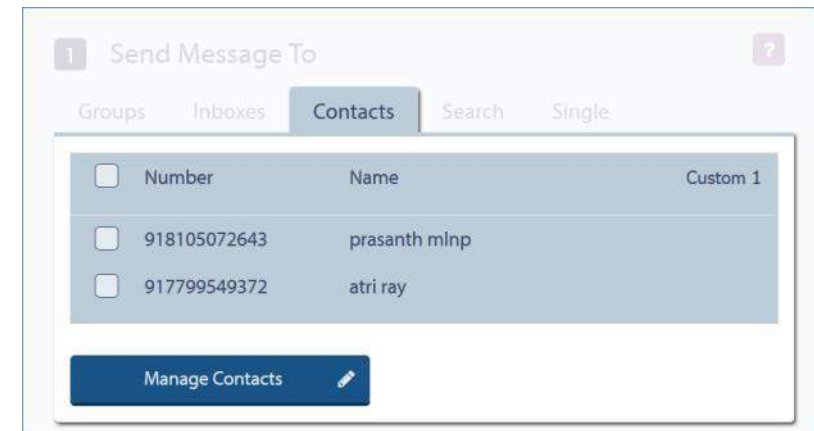 1 Send Message To ?
Groups Inboxes Contacts Search Single
Number Name Custom 1
918105072643 prasanth mlnp
917799549372 atri ray
Manage Contacts